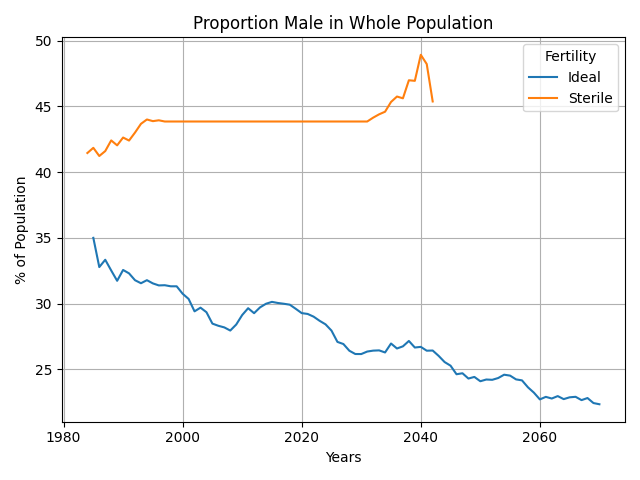 Proportion Male in Whole Population
Fertility
Ideal
Sterile
% of Population
50
45
40
35
30
25
1980
2000
2020
2040
2060
Years